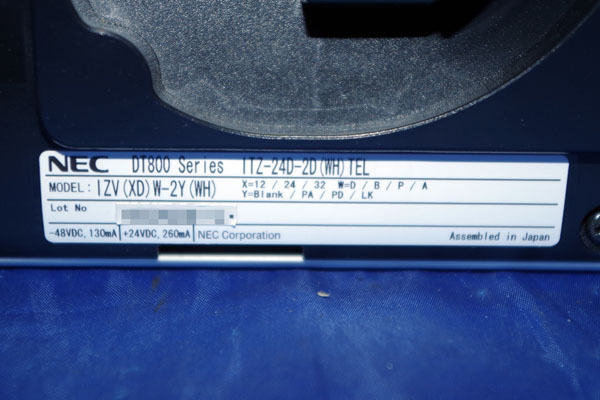 NEC DT800 Series ITZ-24D-2D(WH)TEL
MODEL: IZV(XD)W-2Y(WH) X=12 / 24 / 32 W=D / B / P / A
Y=Blank / PA / PD / LK
Lot No
-48VDC, 130mA +24VDC, 260mA NEC Corporation Assembled in Japan